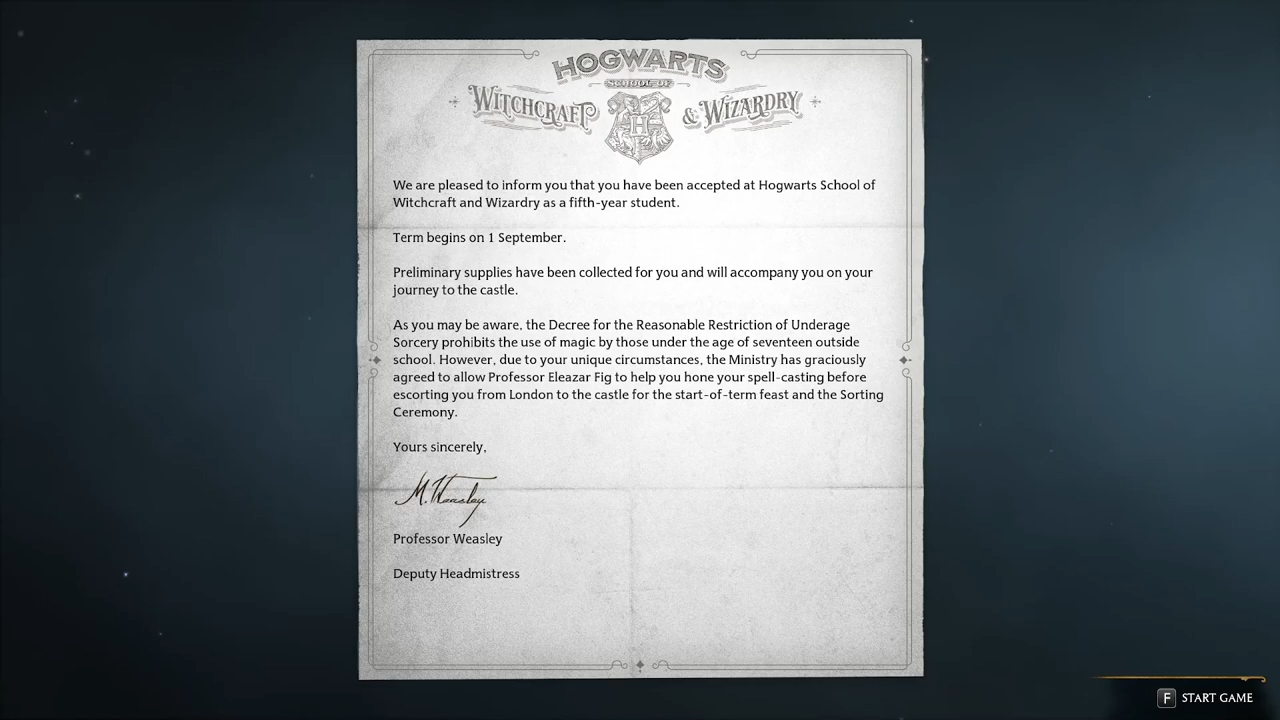 HOGWARTS
SCHOOL OF
WITCHCRAFT & WIZARDRY
H
We are pleased to inform you that you have been accepted at Hogwarts School of
Witchcraft and Wizardry as a fifth-year student.
Term begins on 1 September.
Preliminary supplies have been collected for you and will accompany you on your
journey to the castle.
As you may be aware, the Decree for the Reasonable Restriction of Underage
Sorcery prohibits the use of magic by those under the age of seventeen outside
school. However, due to your unique circumstances, the Ministry has graciously
agreed to allow Professor Eleazar Fig to help you hone your spell-casting before
escorting you from London to the castle for the start-of-term feast and the Sorting
Ceremony.
Yours sincerely,
M. Weasley
Professor Weasley
Deputy Headmistress
F START GAME